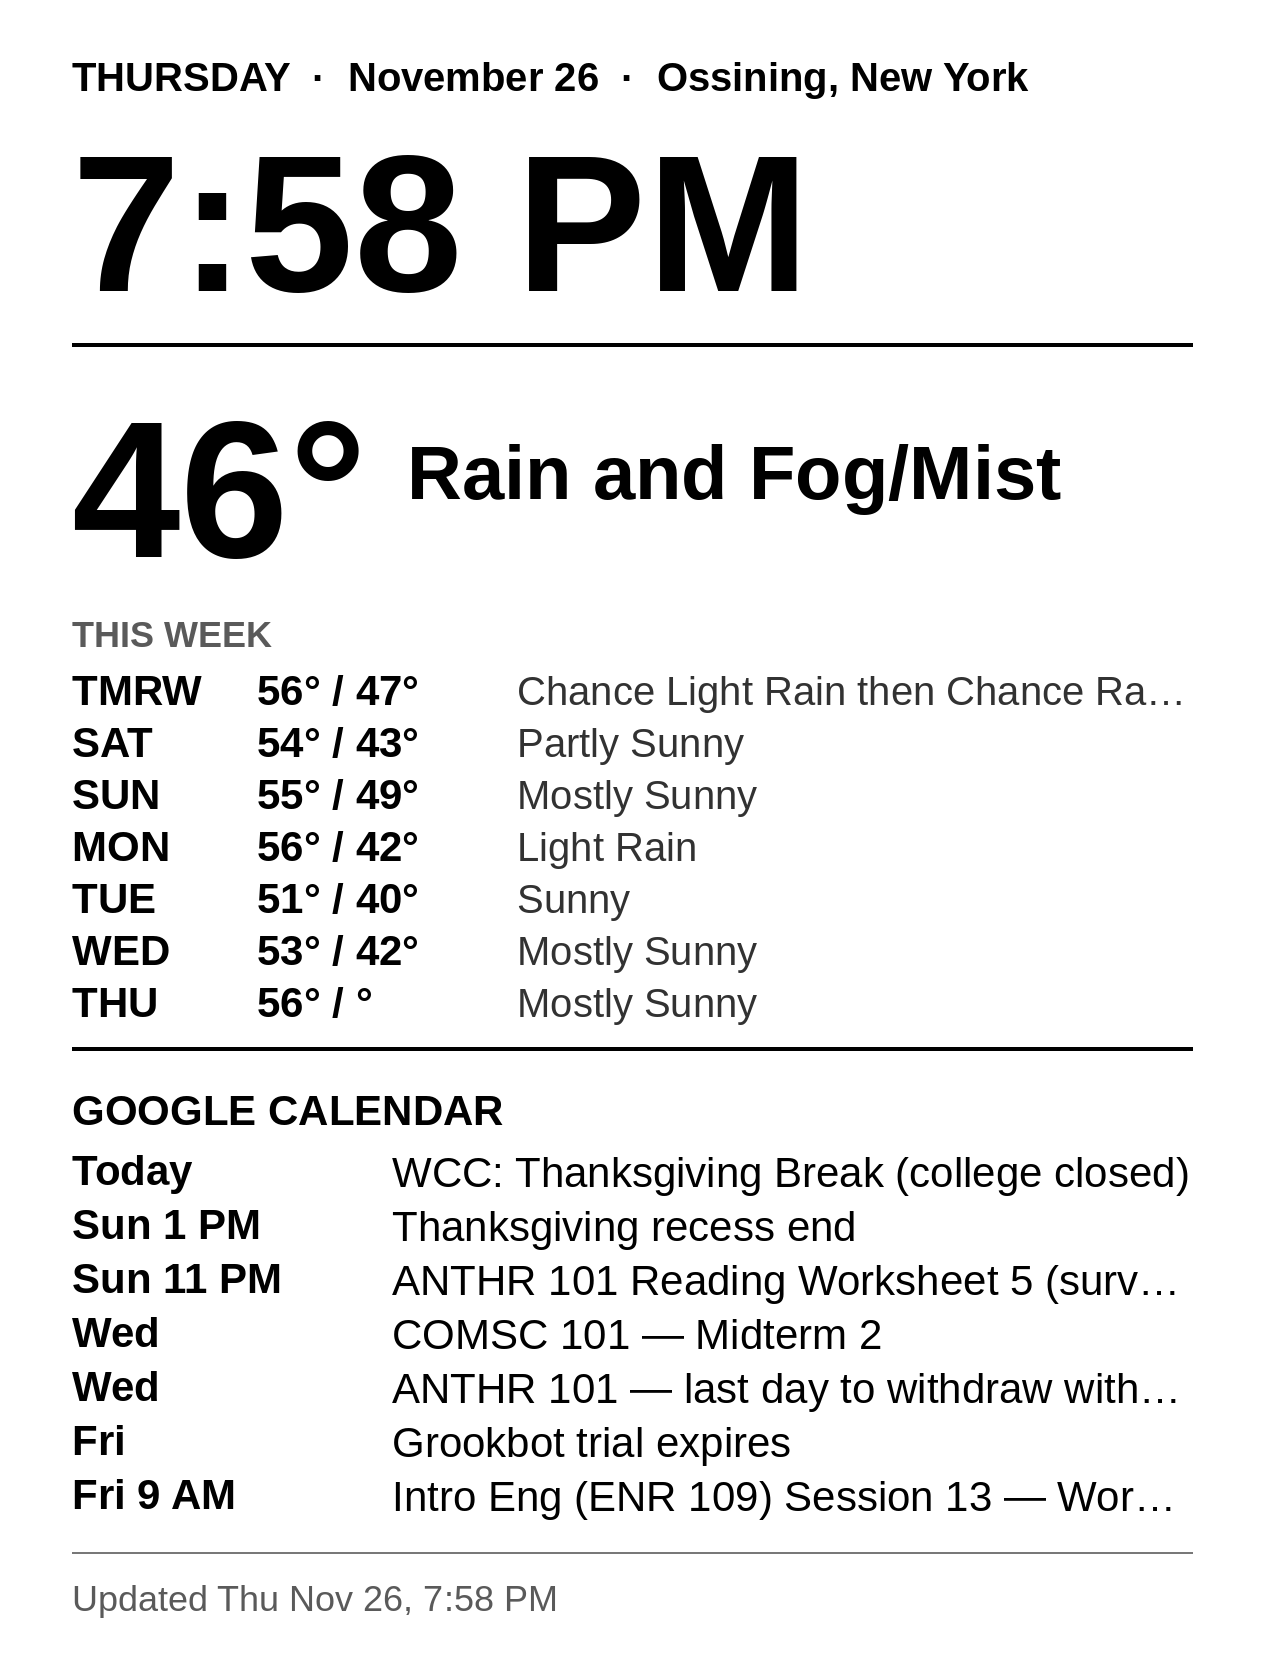 THURSDAY · November 26 · Ossining, New York
7:58 PM
46° Rain and Fog/Mist
THIS WEEK
TMRW 56° / 47° Chance Light Rain then Chance Ra…
SAT 54° / 43° Partly Sunny
SUN 55° / 49° Mostly Sunny
MON 56° / 42° Light Rain
TUE 51° / 40° Sunny
WED 53° / 42° Mostly Sunny
THU 56° / ° Mostly Sunny
GOOGLE CALENDAR
Today WCC: Thanksgiving Break (college closed)
Sun 1 PM Thanksgiving recess end
Sun 11 PM ANTHR 101 Reading Worksheet 5 (surv…
Wed COMSC 101 — Midterm 2
Wed ANTHR 101 — last day to withdraw with…
Fri Grookbot trial expires
Fri 9 AM Intro Eng (ENR 109) Session 13 — Wor…
Updated Thu Nov 26, 7:58 PM